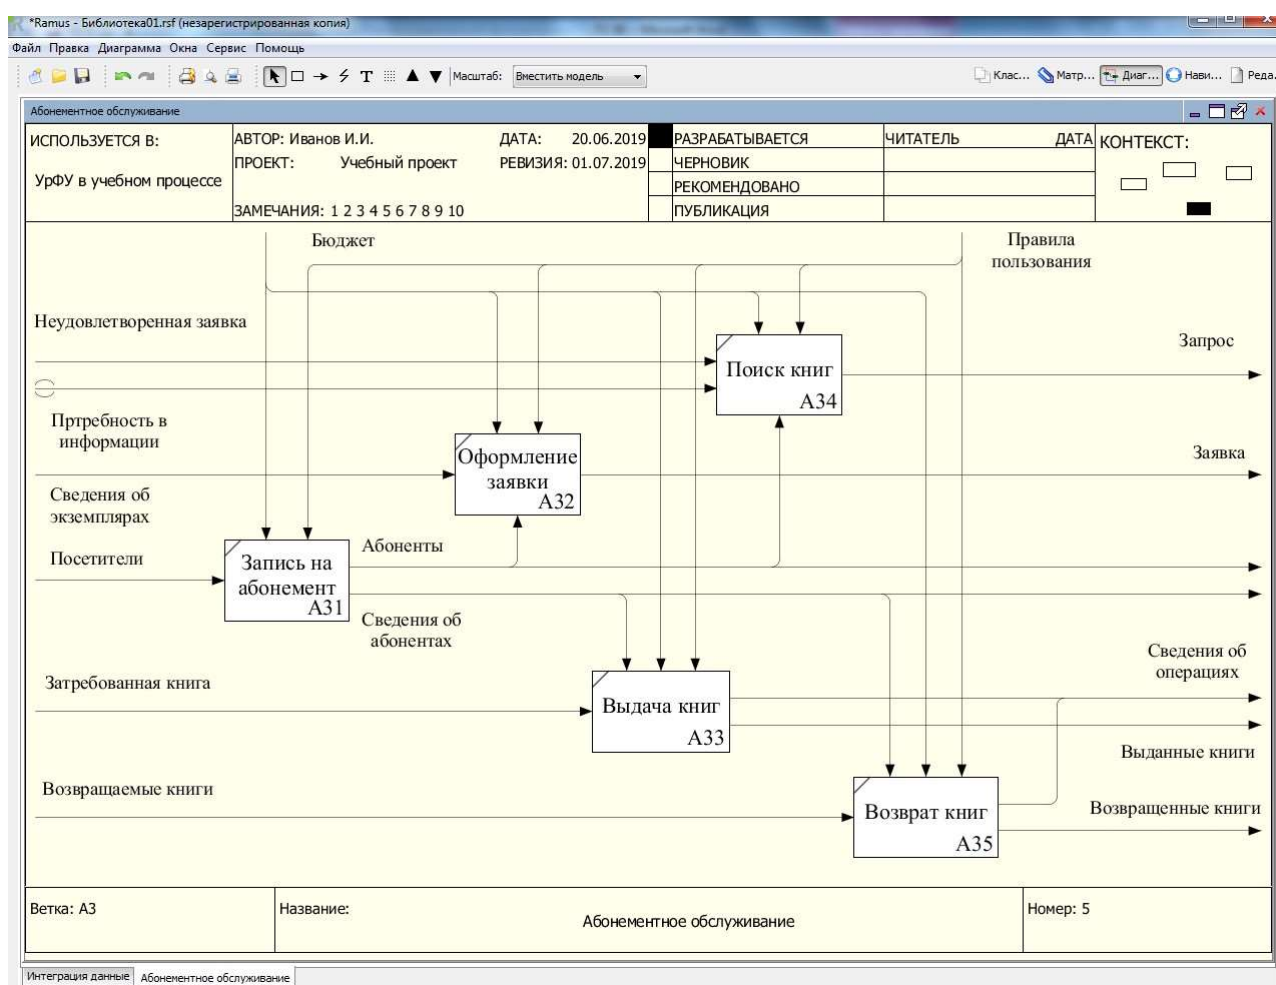 *Ramus - Библиотека01.rsf (незарегистрированная копия)
Файл Правка Диаграмма Окна Сервис Помощь
Масштаб: Вместить модель Клас... Матр... Диаг... Нави... Реда.
Абонементное обслуживание
ИСПОЛЬЗУЕТСЯ В:
УрФУ в учебном процессе
АВТОР: Иванов И.И. ДАТА: 20.06.2019
ПРОЕКТ: Учебный проект РЕВИЗИЯ: 01.07.2019
ЗАМЕЧАНИЯ: 1 2 3 4 5 6 7 8 9 10
РАЗРАБАТЫВАЕТСЯ
ЧЕРНОВИК
РЕКОМЕНДОВАНО
ПУБЛИКАЦИЯ
ЧИТАТЕЛЬ ДАТА
КОНТЕКСТ:
Бюджет
Правила
пользования
Неудовлетворенная заявка
Поиск книг
A34
Запрос
Пртребность в
информации
Оформление
заявки
A32
Заявка
Сведения об
экземплярах
Посетители
Запись на
абонемент
A31
Абоненты
Сведения об
абонентах
Сведения об
операциях
Затребованная книга
Выдача книг
A33
Выданные книги
Возвращаемые книги
Возврат книг
A35
Возвращенные книги
Ветка: A3
Название:
Абонементное обслуживание
Номер: 5
Интеграция данные Абонементное обслуживание